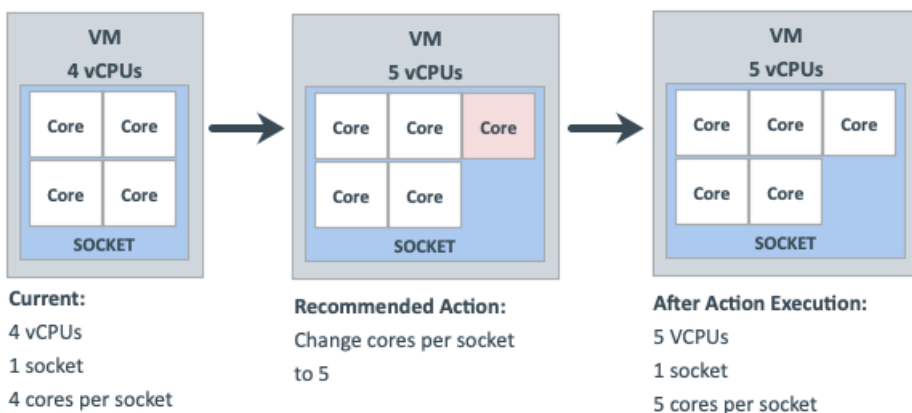 VM
4 vCPUs
Core Core
Core Core
SOCKET
Current:
4 vCPUs
1 socket
4 cores per socket
VM
5 vCPUs
Core Core Core
Core Core
SOCKET
Recommended Action:
Change cores per socket
to 5
VM
5 vCPUs
Core Core Core
Core Core
SOCKET
After Action Execution:
5 VCPUs
1 socket
5 cores per socket